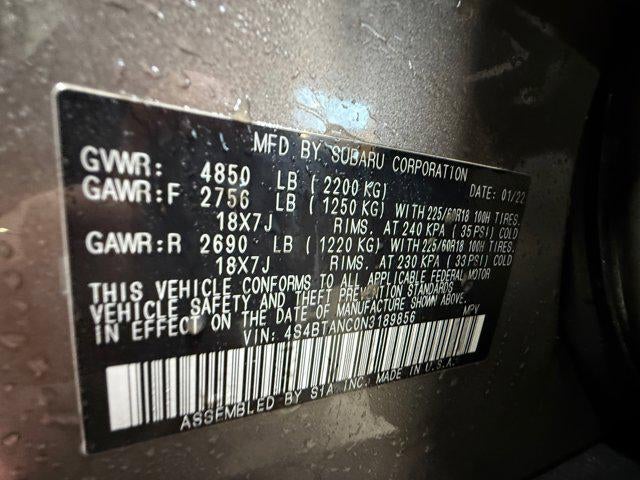 MFD BY SUBARU CORPORATION
GVWR: 4850 LB ( 2200 KG) DATE: 01/22
GAWR:F 2756 LB ( 1250 KG) WITH 225/60R18 100H TIRES.
18X7J RIMS. AT 240 KPA ( 35 PSI) COLD
GAWR:R 2690 LB ( 1220 KG) WITH 225/60R18 100H TIRES.
18X7J RIMS. AT 230 KPA ( 33 PSI) COLD
THIS VEHICLE CONFORMS TO ALL APPLICABLE FEDERAL MOTOR
VEHICLE SAFETY AND THEFT PREVENTION STANDARDS
IN EFFECT ON THE DATE OF MANUFACTURE SHOWN ABOVE.
VIN: 4S4BTANC0N3189856 MPV
ASSEMBLED BY SIA, INC. MADE IN U.S.A.